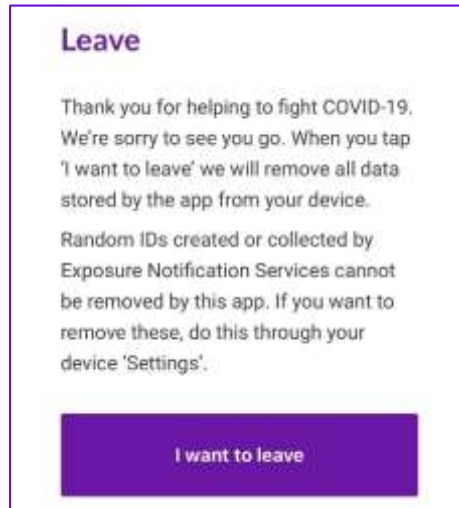 Leave
Thank you for helping to fight COVID-19.
We're sorry to see you go. When you tap
'I want to leave' we will remove all data
stored by the app from your device.
Random IDs created or collected by
Exposure Notification Services cannot
be removed by this app. If you want to
remove these, do this through your
device 'Settings'.
I want to leave